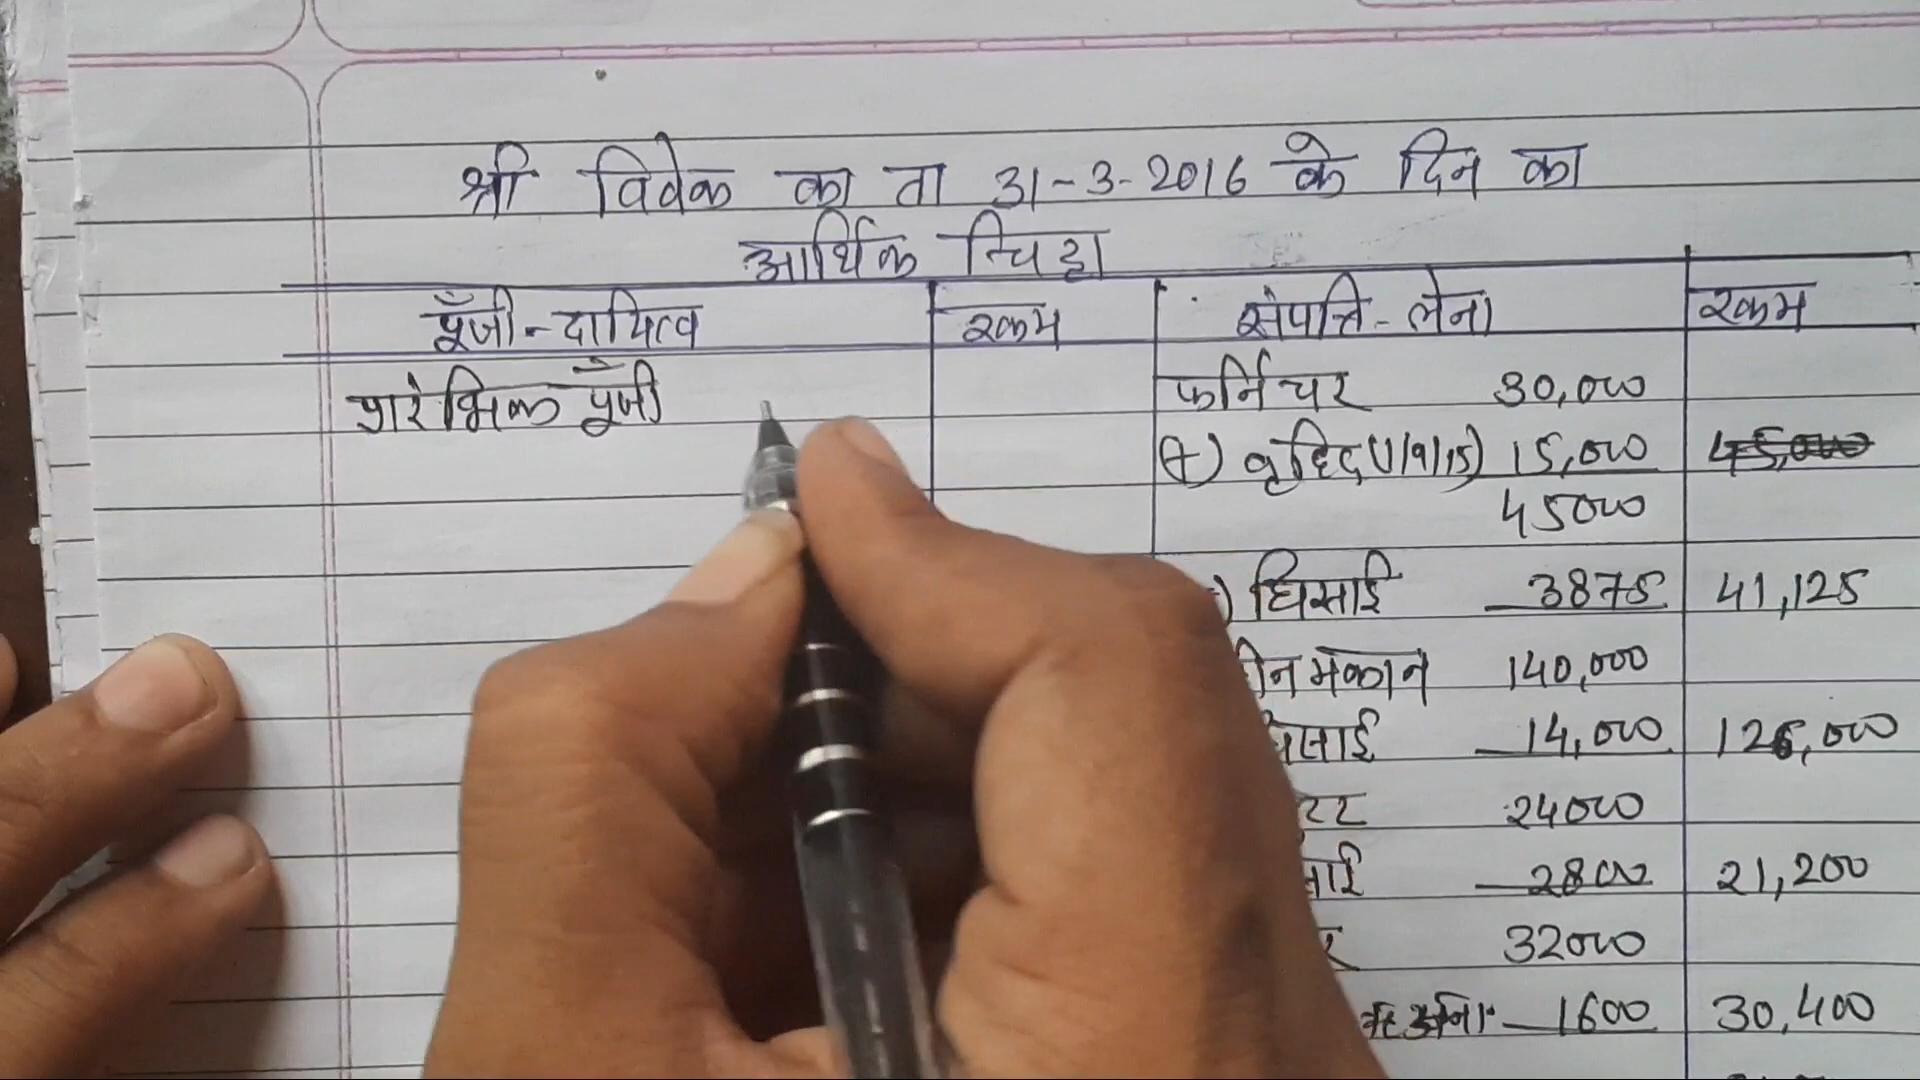 श्री विवेक का ता 31-3-2016 के दिन का
आर्थिक चिट्ठा
पूँजी-दायित्व रकम संपत्ति-लेना रकम
प्रारंभिक पूँजी फर्निचर 30,000
(+) वृद्धि (1/9/15) 15,000 45,000
45000
घिसाई 3875 41,125
मकान 140,000
14,000 126,000
24000
2800 21,200
32000
1600 30,400